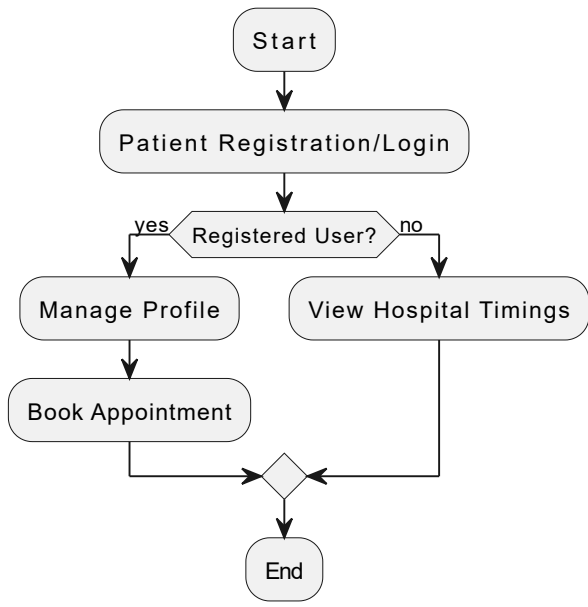 Start
Patient Registration/Login
yes
Registered User?
no
Manage Profile
View Hospital Timings
Book Appointment
End